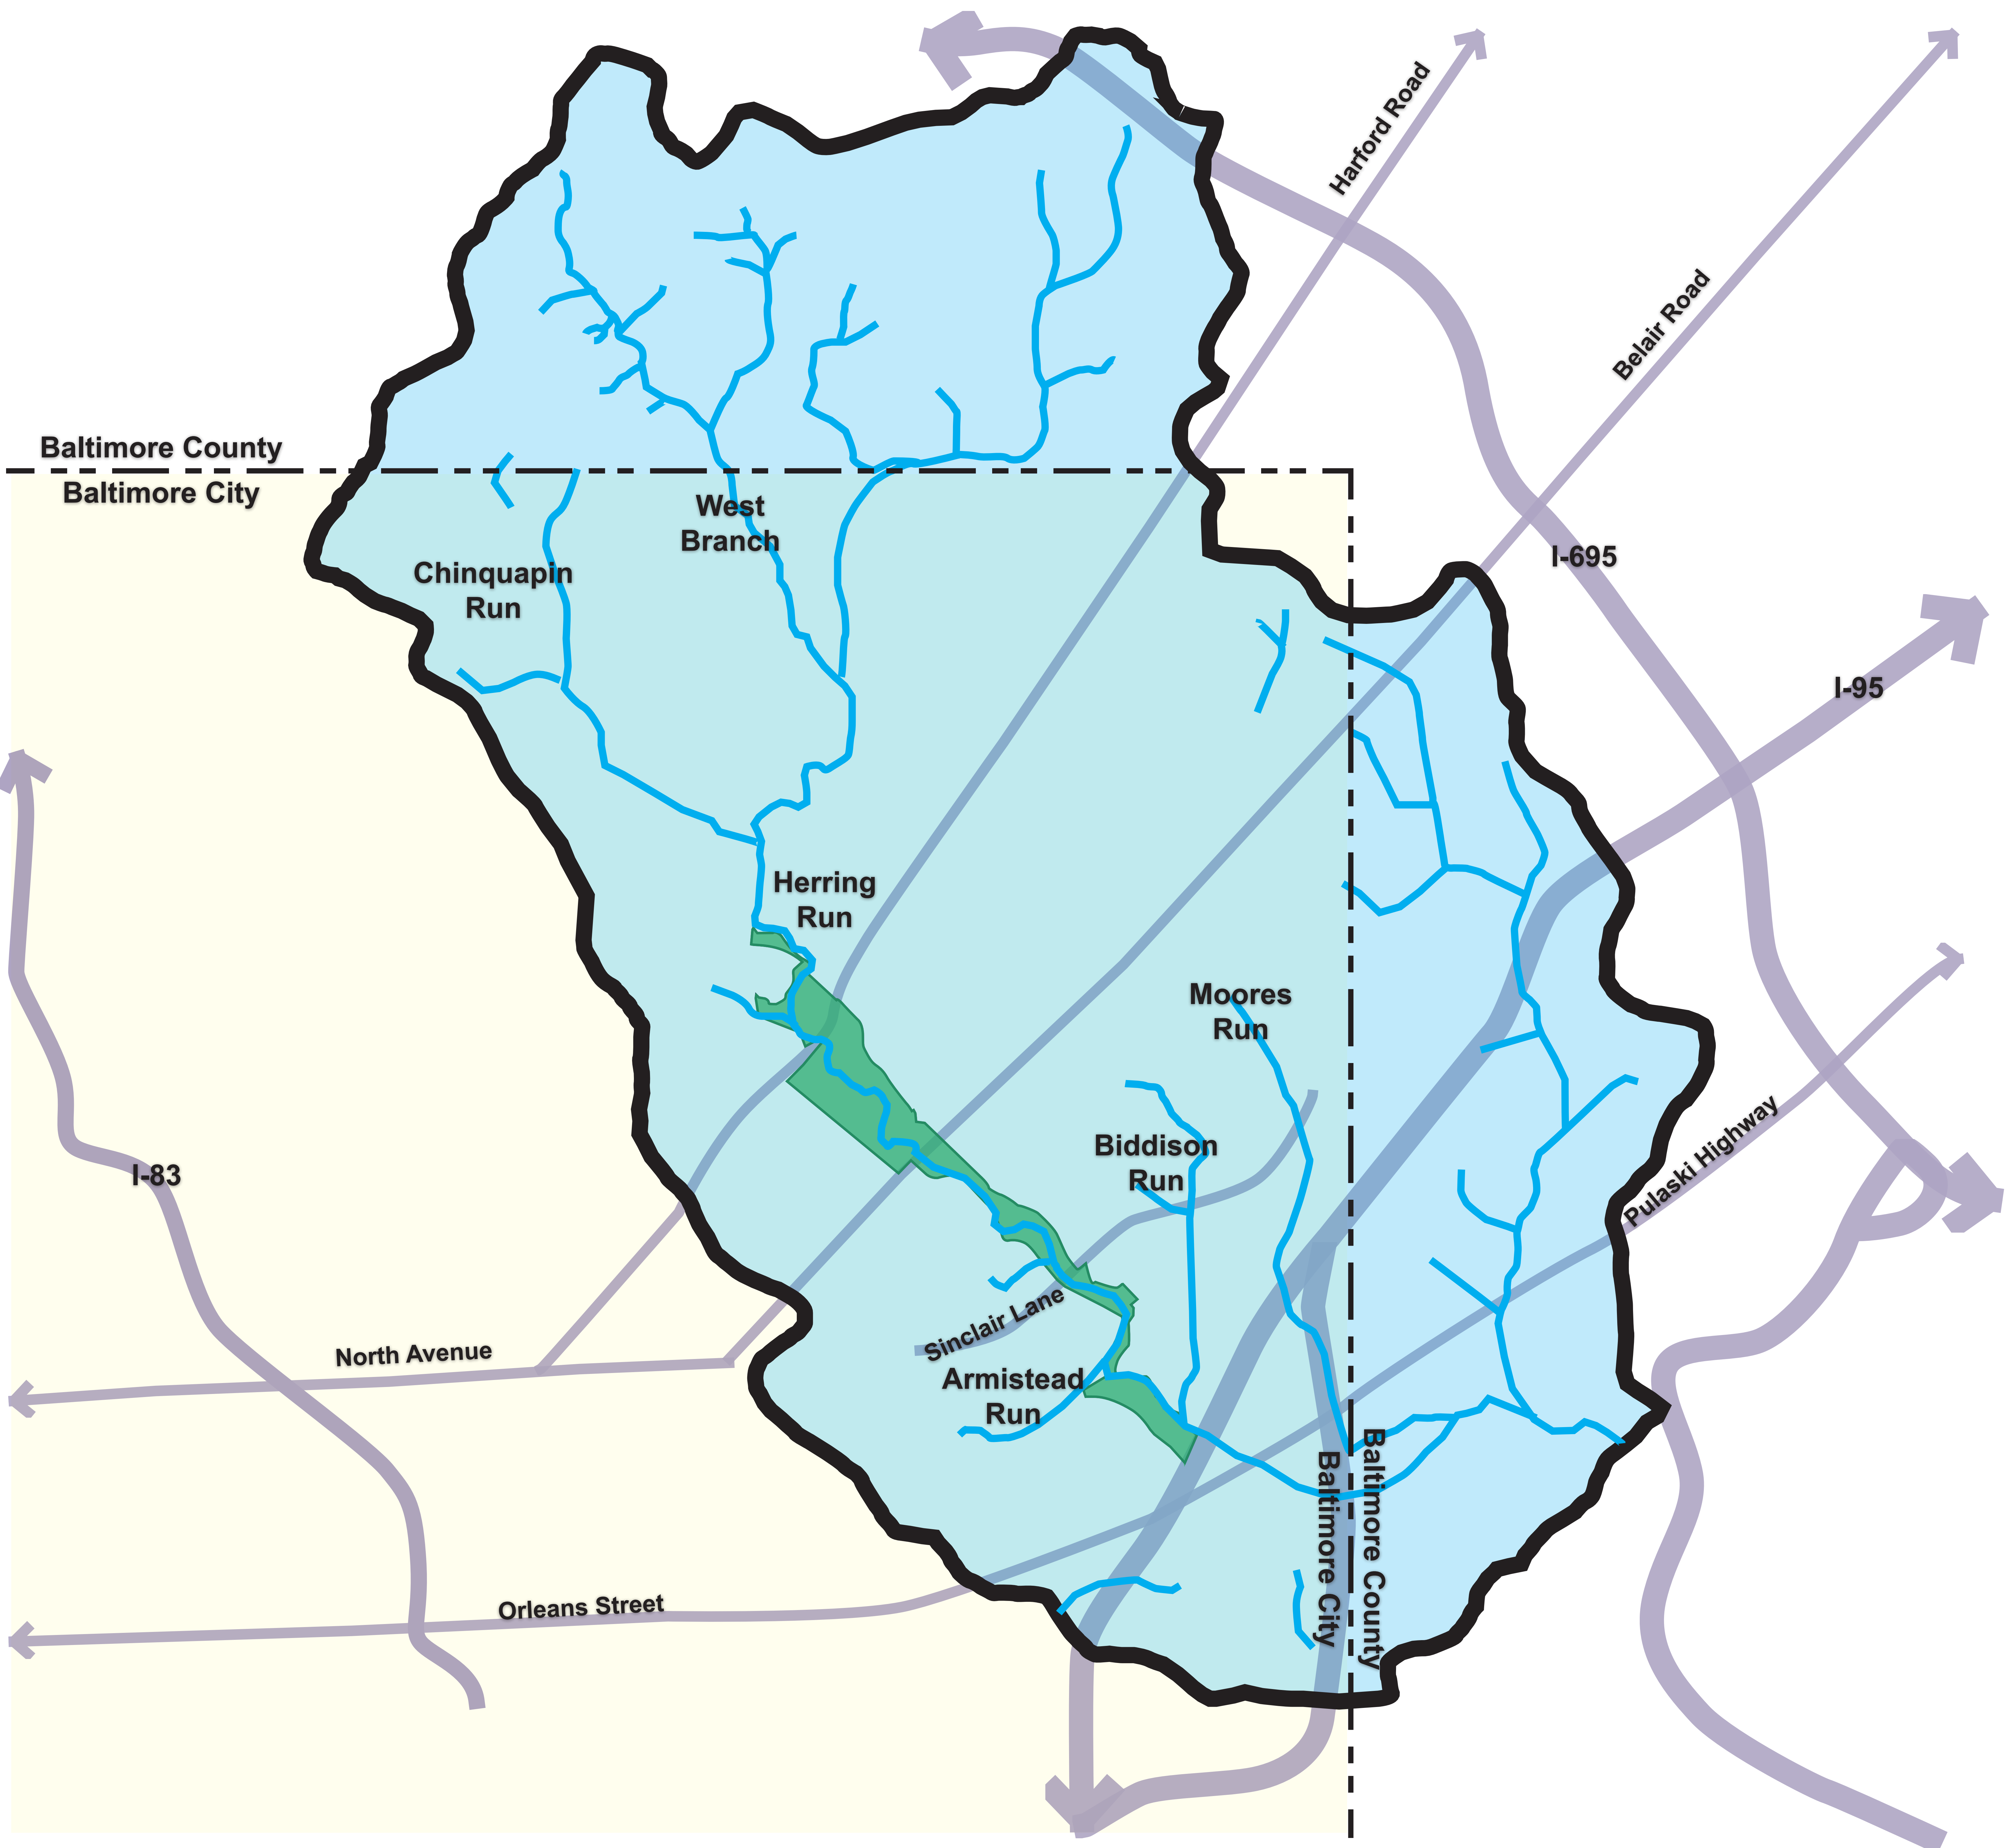 Harford Road
Belair Road
Baltimore County
Baltimore City
West
Branch
I-695
Chinquapin
Run
I-95
Herring
Run
Moores
Run
Biddison
Run
Pulaski Highway
I-83
Sinclair Lane
North Avenue
Armistead
Run
Baltimore City
Baltimore County
Orleans Street